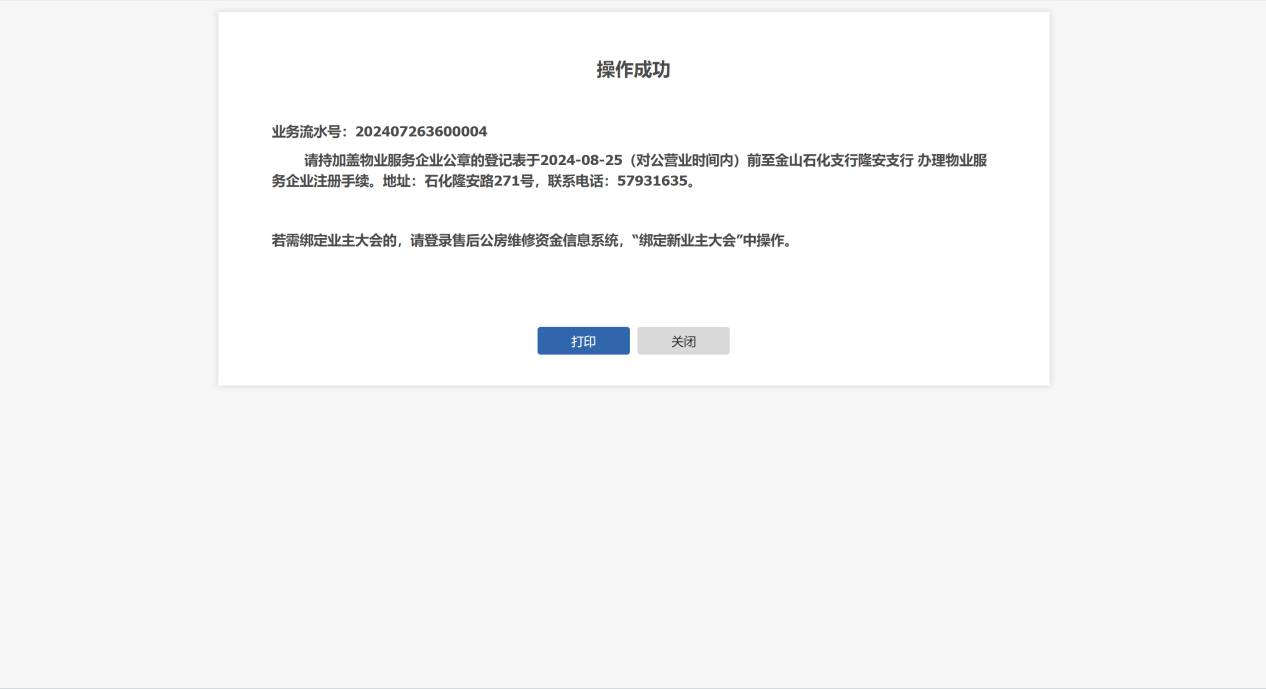 操作成功
业务流水号：202407263600004
请持加盖物业服务企业公章的登记表于2024-08-25（对公营业时间内）前至金山石化支行隆安支行 办理物业服
务企业注册手续。地址：石化隆安路271号，联系电话：57931635。
若需绑定业主大会的，请登录售后公房维修资金信息系统，“绑定新业主大会”中操作。
打印 关闭